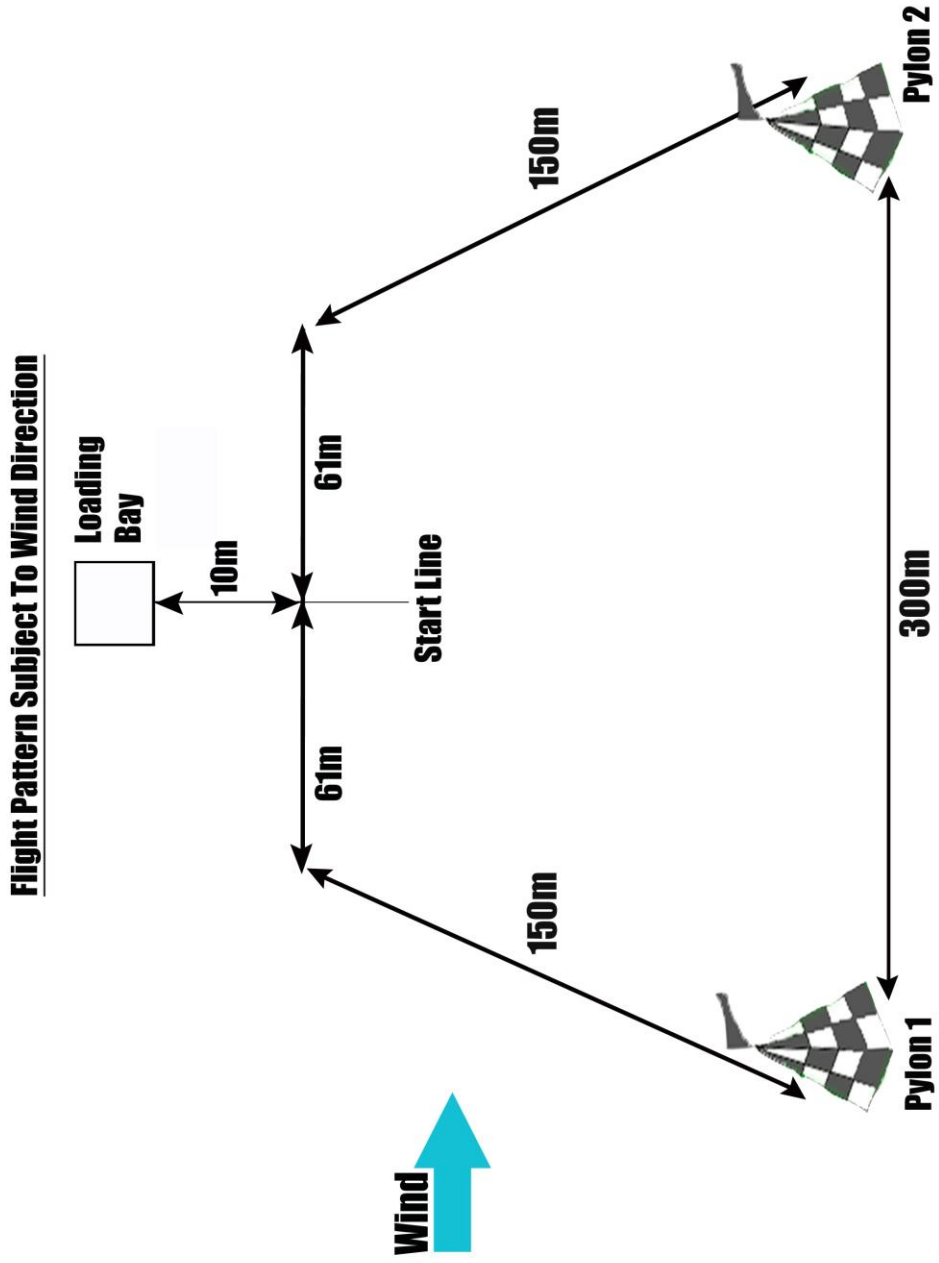 Flight Pattern Subject To Wind Direction
Loading
Bay
10m
61m
61m
Start Line
150m
150m
Wind
300m
Pylon 1
Pylon 2